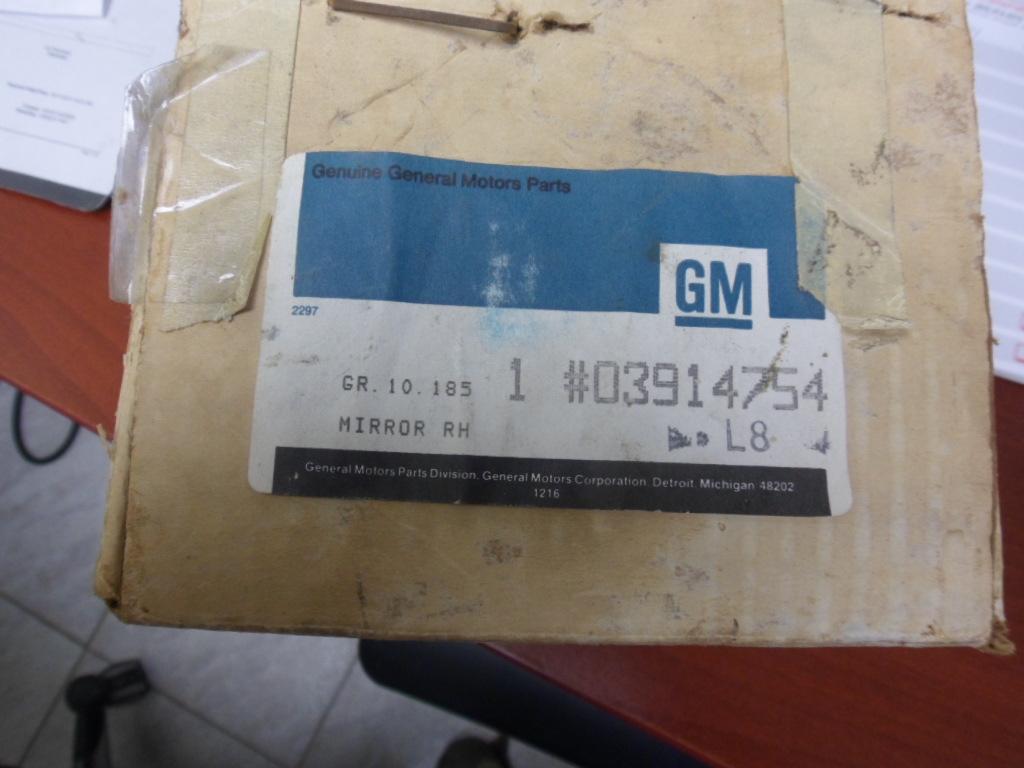 Genuine General Motors Parts
GM
2297
GR. 10. 185 1 #03914754
MIRROR RH L8
General Motors Parts Division, General Motors Corporation, Detroit, Michigan 48202
1216